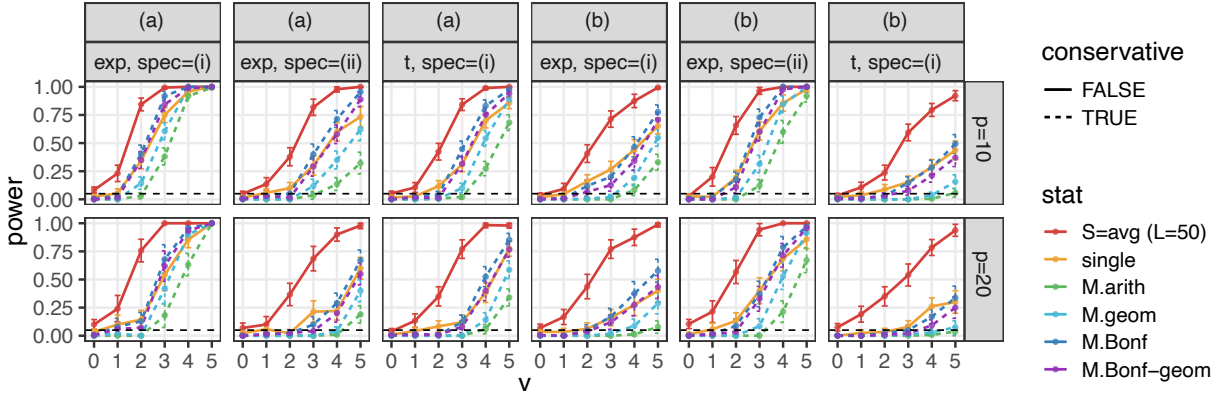 (a) (a) (a) (b) (b) (b)
exp, spec=(i) exp, spec=(ii) t, spec=(i) exp, spec=(i) exp, spec=(ii) t, spec=(i)
1.00
0.75
0.50
0.25
0.00
p=10
1.00
0.75
0.50
0.25
0.00
p=20
0 1 2 3 4 5 0 1 2 3 4 5 0 1 2 3 4 5 0 1 2 3 4 5 0 1 2 3 4 5 0 1 2 3 4 5
power
v
conservative
FALSE
TRUE
stat
S=avg (L=50)
single
M.arith
M.geom
M.Bonf
M.Bonf−geom